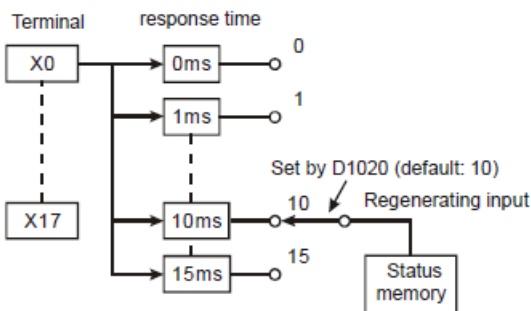 Terminal
response time
X0
0ms
0
1ms
1
Set by D1020 (default: 10)
Regenerating input
X17
10ms
10
15ms
15
Status
memory